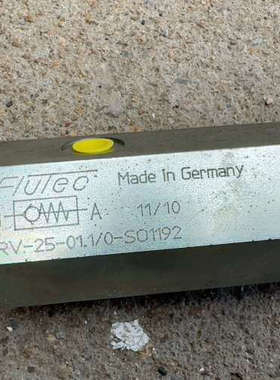 Flutec Made in Germany
A 11/10
RV-25-01.1/0-SO1192